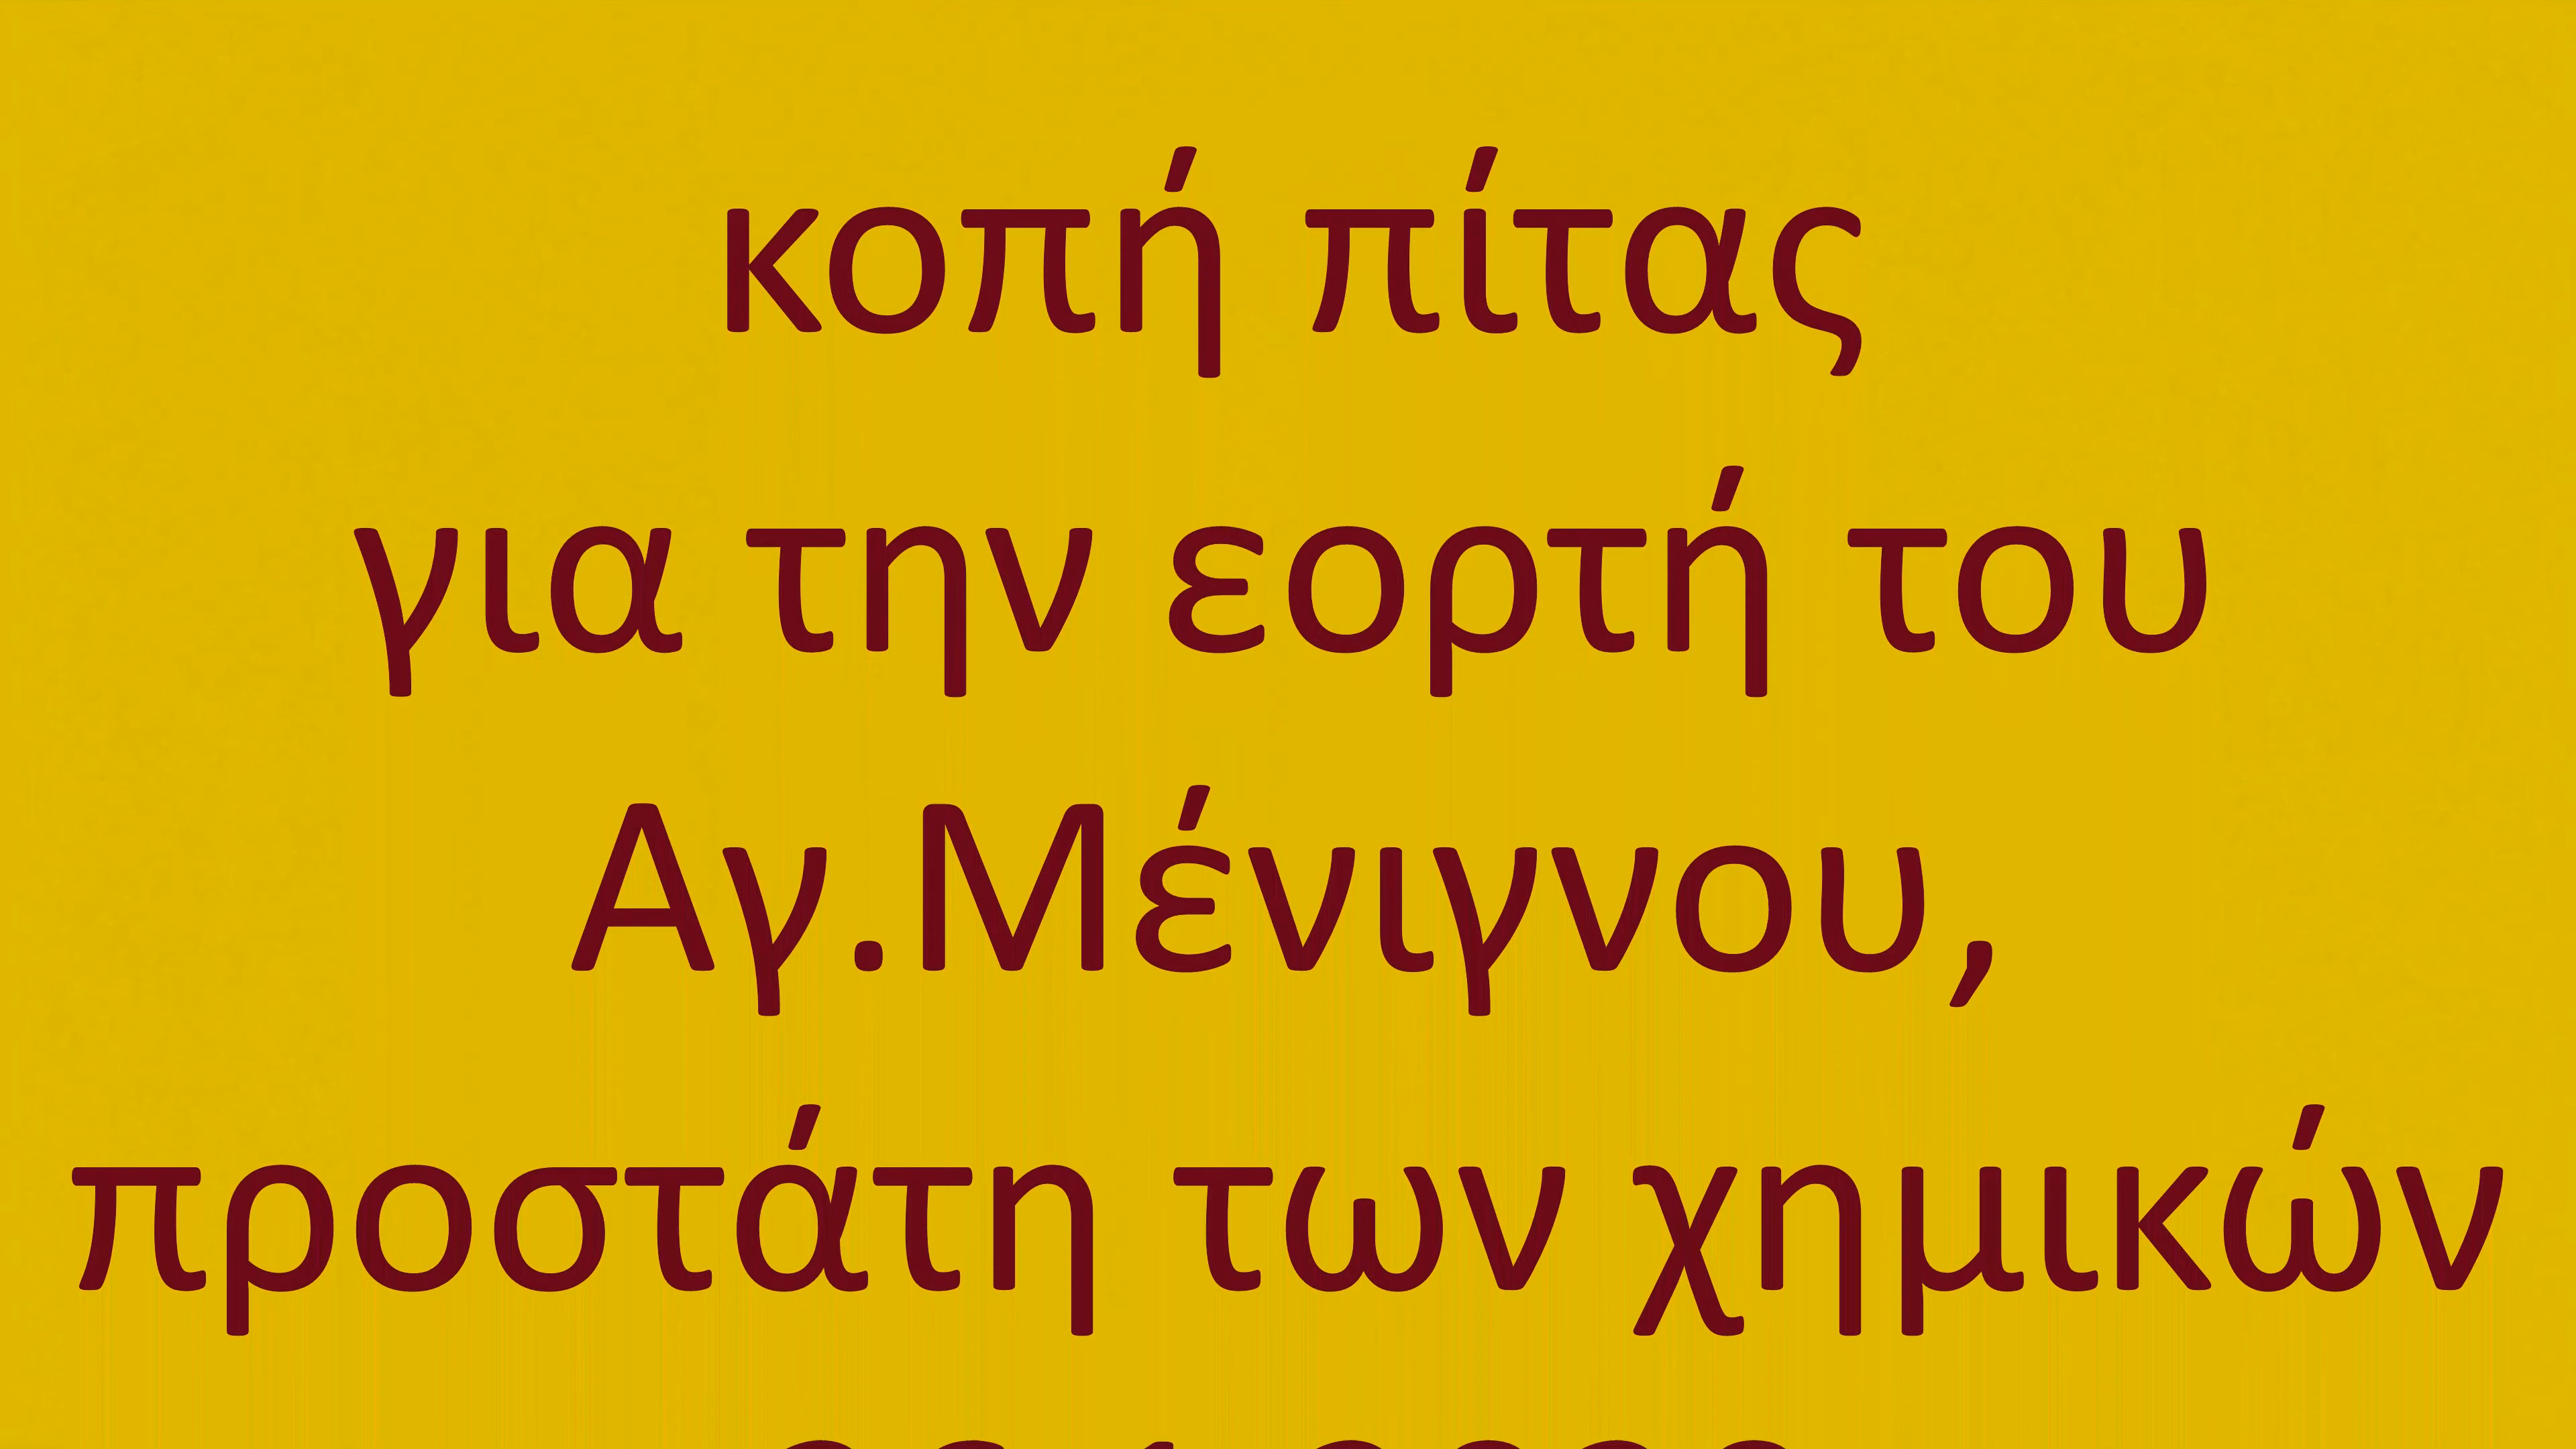 κοπή πίτας
για την εορτή του
Αγ.Μένιγνου,
προστάτη των χημικών